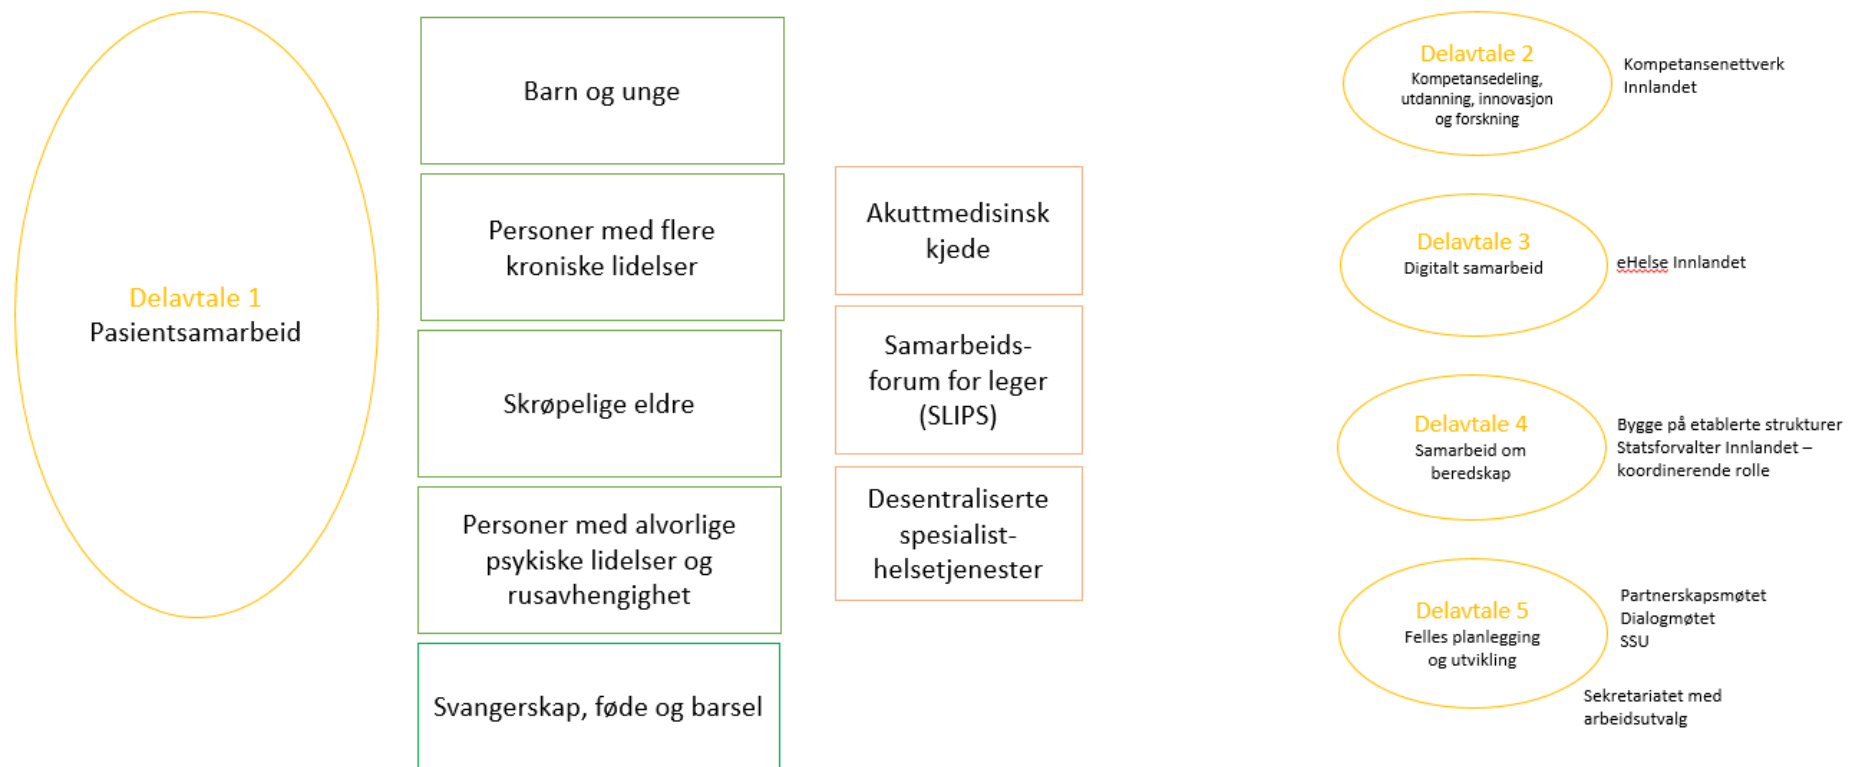 Delavtale 1
Pasientsamarbeid
Barn og unge
Personer med flere
kroniske lidelser
Skrøpelige eldre
Personer med alvorlige
psykiske lidelser og
rusavhengighet
Svangerskap, føde og barsel
Akuttmedisinsk
kjede
Samarbeids-
forum for leger
(SLIPS)
Desentraliserte
spesialist-
helsetjenester
Delavtale 2
Kompetansedeling,
utdanning, innovasjon
og forskning
Kompetansenettverk
Innlandet
Delavtale 3
Digitalt samarbeid
eHelse Innlandet
Delavtale 4
Samarbeid om
beredskap
Bygge på etablerte strukturer
Statsforvalter Innlandet –
koordinerende rolle
Delavtale 5
Felles planlegging
og utvikling
Partnerskapsmøtet
Dialogmøtet
SSU
Sekretariatet med
arbeidsutvalg